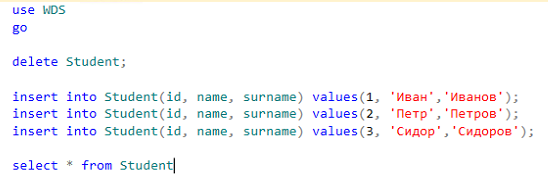 use WDS
go
delete Student;
insert into Student(id, name, surname) values(1, 'Иван','Иванов');
insert into Student(id, name, surname) values(2, 'Петр','Петров');
insert into Student(id, name, surname) values(3, 'Сидор','Сидоров');
select * from Student